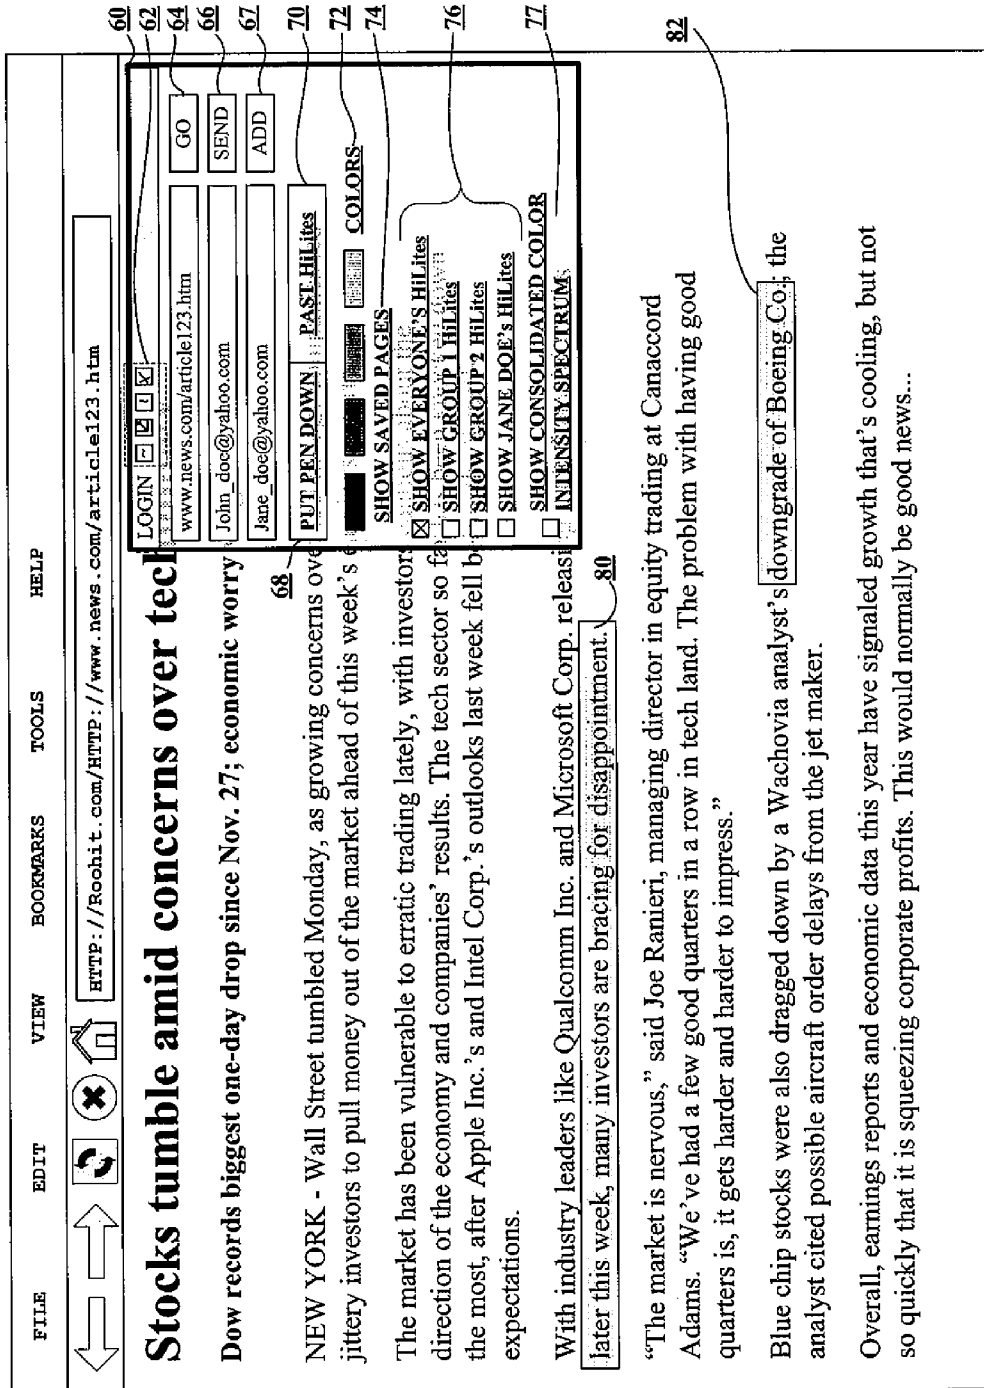 FILE EDIT VIEW BOOKMARKS TOOLS HELP
HTTP://Roohit.com/HTTP://www.news.com/article123.htm
Stocks tumble amid concerns over tech
Dow records biggest one-day drop since Nov. 27; economic worry
NEW YORK - Wall Street tumbled Monday, as growing concerns ove
jittery investors to pull money out of the market ahead of this week's e
The market has been vulnerable to erratic trading lately, with investors
direction of the economy and companies' results. The tech sector so fa
the most, after Apple Inc.'s and Intel Corp.'s outlooks last week fell be
expectations.
With industry leaders like Qualcomm Inc. and Microsoft Corp. releasi
later this week, many investors are bracing for disappointment.
"The market is nervous," said Joe Ranieri, managing director in equity trading at Canaccord
Adams. "We've had a few good quarters in a row in tech land. The problem with having good
quarters is, it gets harder and harder to impress."
Blue chip stocks were also dragged down by a Wachovia analyst's downgrade of Boeing Co.; the
analyst cited possible aircraft order delays from the jet maker.
Overall, earnings reports and economic data this year have signaled growth that's cooling, but not
so quickly that it is squeezing corporate profits. This would normally be good news...
LOGIN
www.news.com/article123.htm GO
John_doe@yahoo.com SEND
Jane_doe@yahoo.com ADD
PUT PEN DOWN PAST HiLites
COLORS
SHOW SAVED PAGES
SHOW EVERYONE'S HiLites
SHOW GROUP 1 HiLites
SHOW GROUP 2 HiLites
SHOW JANE DOE's HiLites
SHOW CONSOLIDATED COLOR
INTENSITY SPECTRUM
60
62
64
66
67
68
70
72
74
76
77
80
82